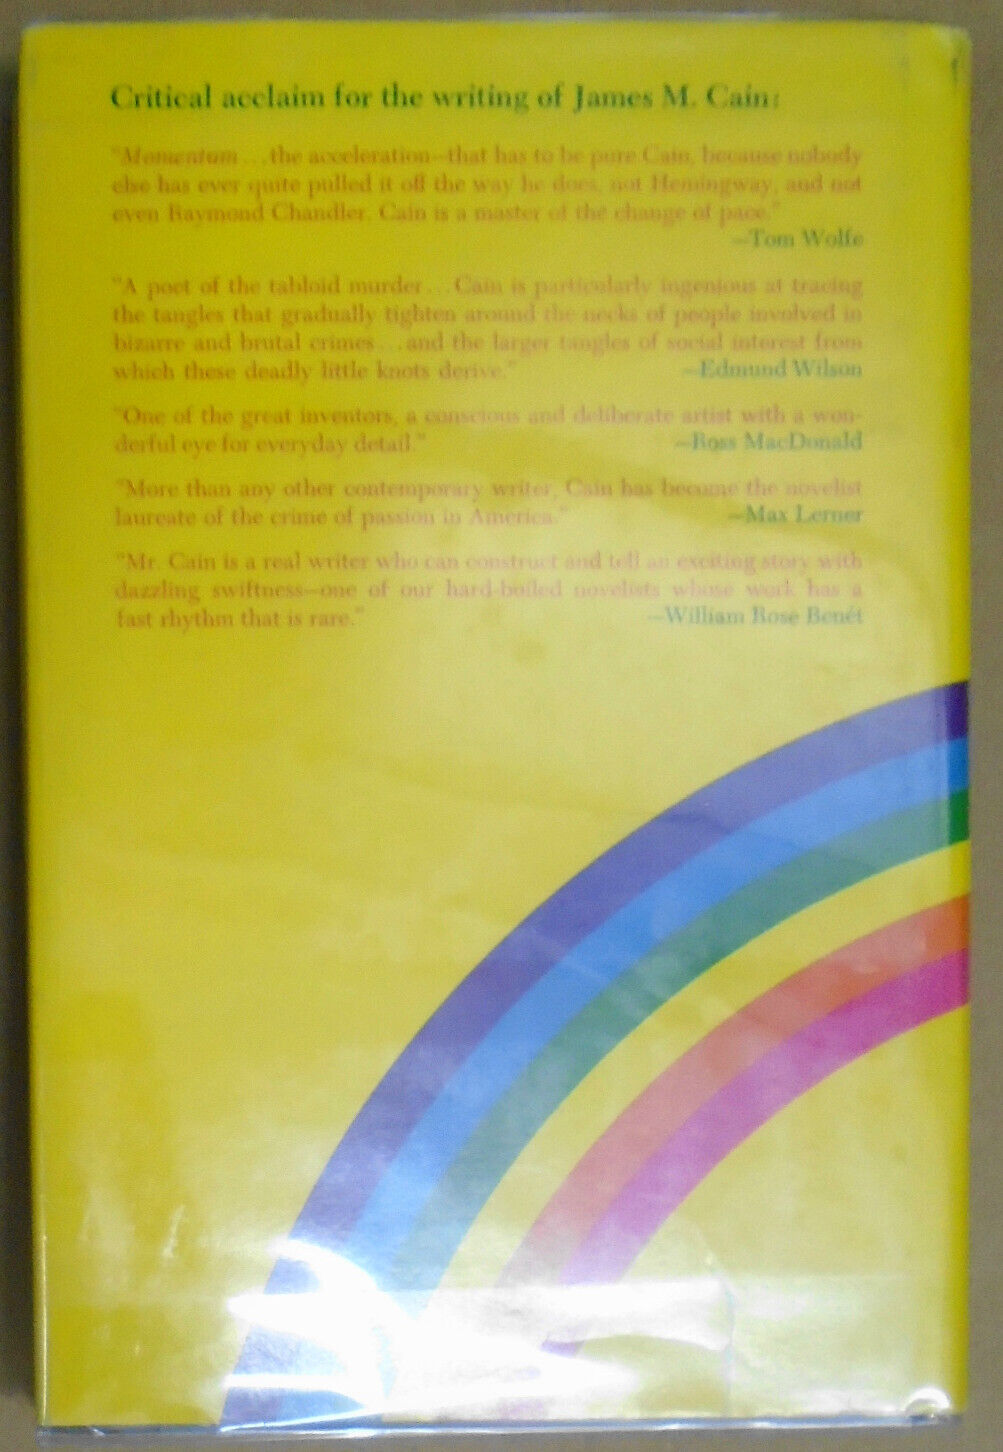 Critical acclaim for the writing of James M. Cain:
"Momentum...the acceleration—that has to be pure Cain, because nobody
else has ever quite pulled it off the way he does, not Hemingway, and not
even Raymond Chandler. Cain is a master of the change of pace."
—Tom Wolfe
"A poet of the tabloid murder...Cain is particularly ingenious at tracing
the tangles that gradually tighten around the necks of people involved in
bizarre and brutal crimes...and the larger tangles of social interest from
which these deadly little knots derive." —Edmund Wilson
"One of the great inventors, a conscious and deliberate artist with a won-
derful eye for everyday detail." —Ross MacDonald
"More than any other contemporary writer, Cain has become the novelist
laureate of the crime of passion in America." —Max Lerner
"Mr. Cain is a real writer who can construct and tell an exciting story with
dazzling swiftness—one of our hard-boiled novelists whose work has a
fast rhythm that is rare." —William Rose Benét